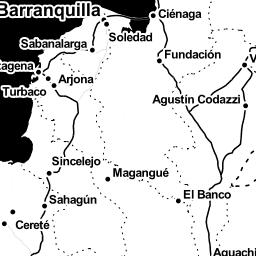 Barranquilla
Ciénaga
Soledad
Sabanalarga
Fundación
tagena
Arjona
Turbaco
Agustín Codazzi
Sincelejo
Magangué
El Banco
Sahagún
Cereté
Aguachi